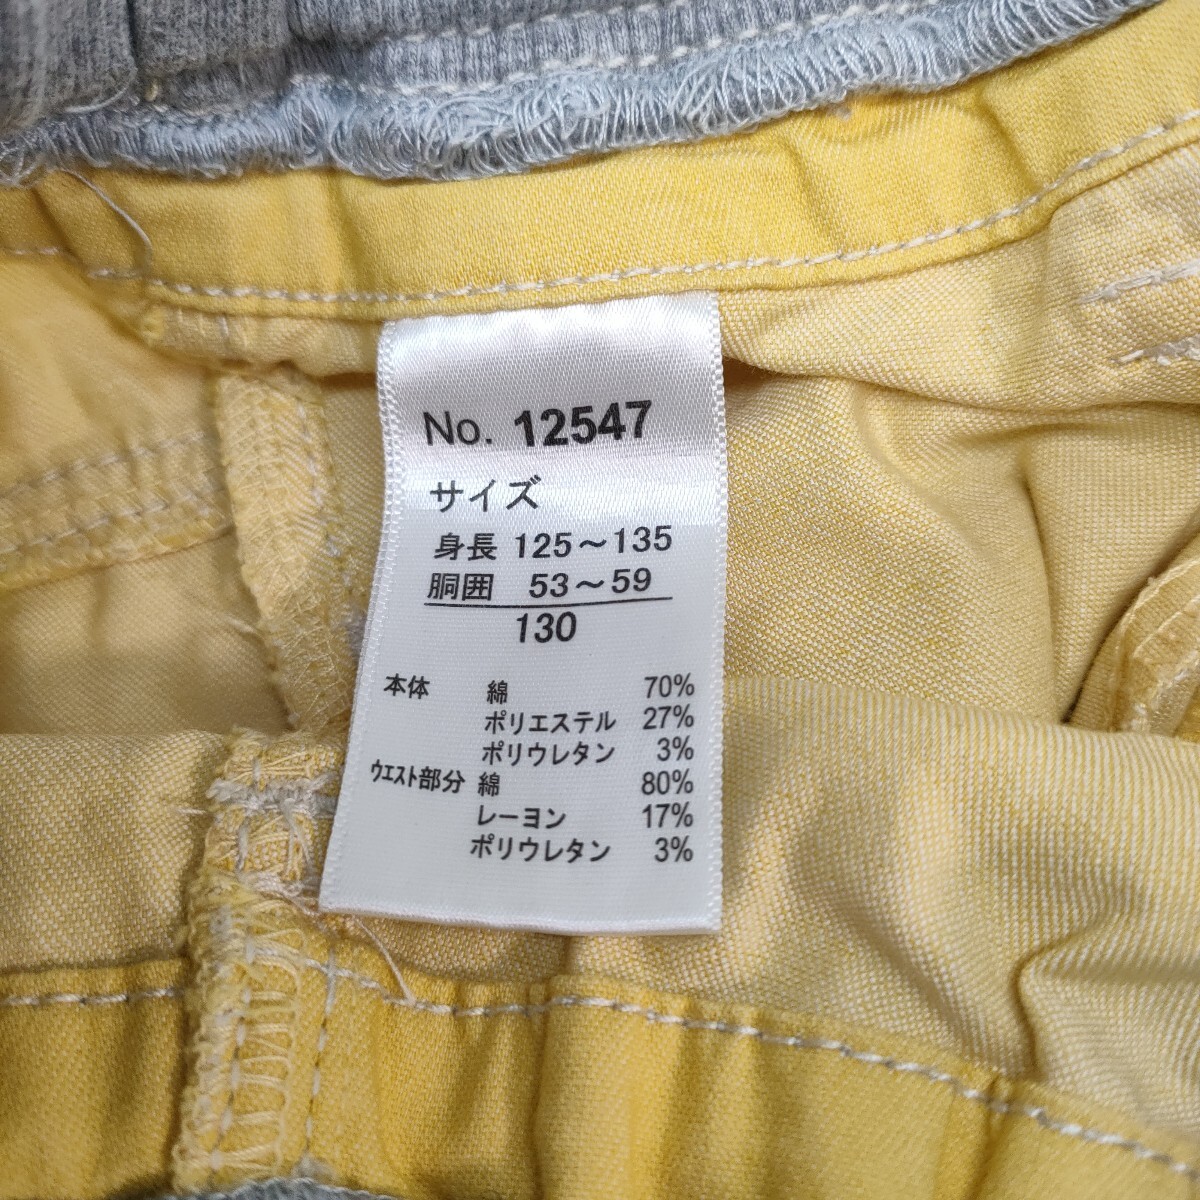 No. 12547
サイズ
身長 125～135
胴囲 53～59
130
本体 綿 70%
ポリエステル 27%
ポリウレタン 3%
ウエスト部分 綿 80%
レーヨン 17%
ポリウレタン 3%